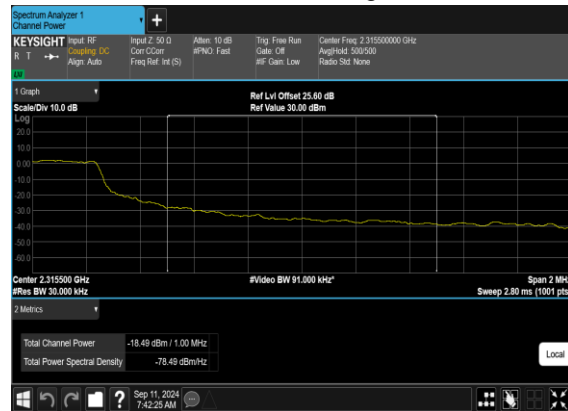 Spectrum Analyzer 1
Channel Power
KEYSIGHT
R T
Input: RF
Coupling: DC
Align: Auto
Input Z: 50 Ω
Corr CCorr
Freq Ref: Int (S)
Atten: 10 dB
#PNO: Fast
Trig: Free Run
Gate: Off
#IF Gain: Low
Center Freq: 2.315500000 GHz
Avg|Hold: 500/500
Radio Std: None
1 Graph
Scale/Div 10.0 dB
Ref Lvl Offset 25.60 dB
Ref Value 30.00 dBm
Log
20.0
10.0
0.00
-10.0
-20.0
-30.0
-40.0
-50.0
-60.0
Center 2.315500 GHz
#Video BW 91.000 kHz*
Span 2 MHz
#Res BW 30.000 kHz
Sweep 2.80 ms (1001 pts
2 Metrics
Total Channel Power -18.49 dBm / 1.00 MHz
Total Power Spectral Density -78.49 dBm/Hz
Local
?
Sep 11, 2024
7:42:25 AM